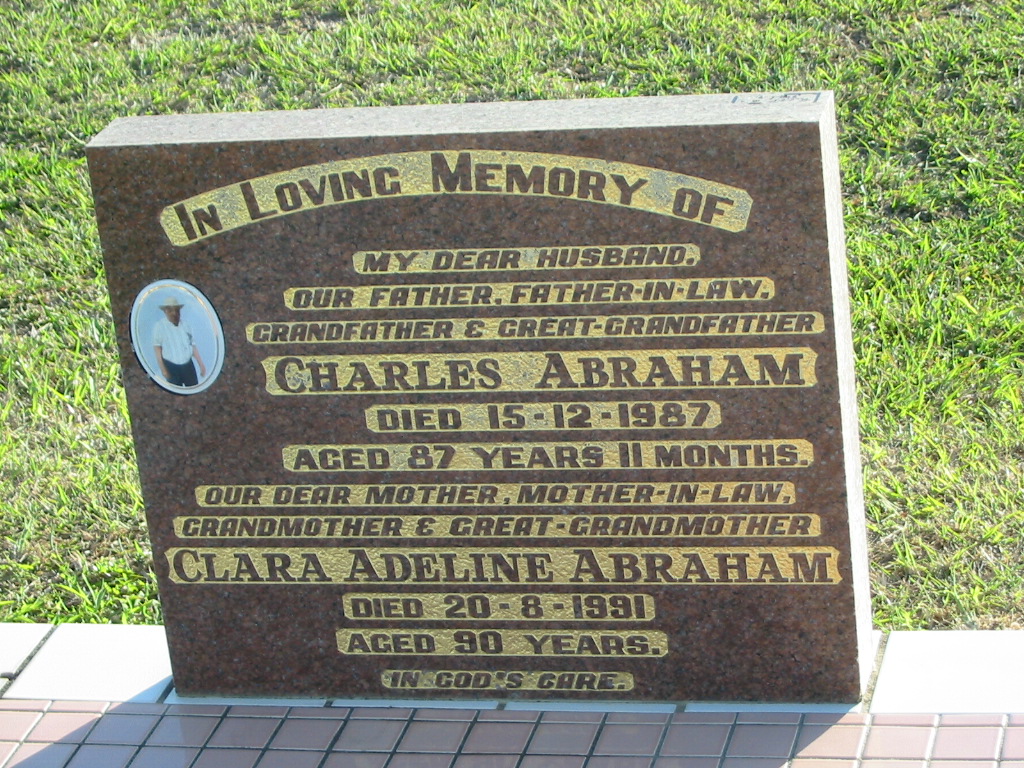 IN LOVING MEMORY OF
MY DEAR HUSBAND.
OUR FATHER, FATHER-IN-LAW,
GRANDFATHER & GREAT-GRANDFATHER
CHARLES ABRAHAM
DIED 15-12-1987
AGED 87 YEARS 11 MONTHS.
OUR DEAR MOTHER, MOTHER-IN-LAW,
GRANDMOTHER & GREAT-GRANDMOTHER
CLARA ADELINE ABRAHAM
DIED 20-8-1991
AGED 90 YEARS.
IN GOD'S CARE.